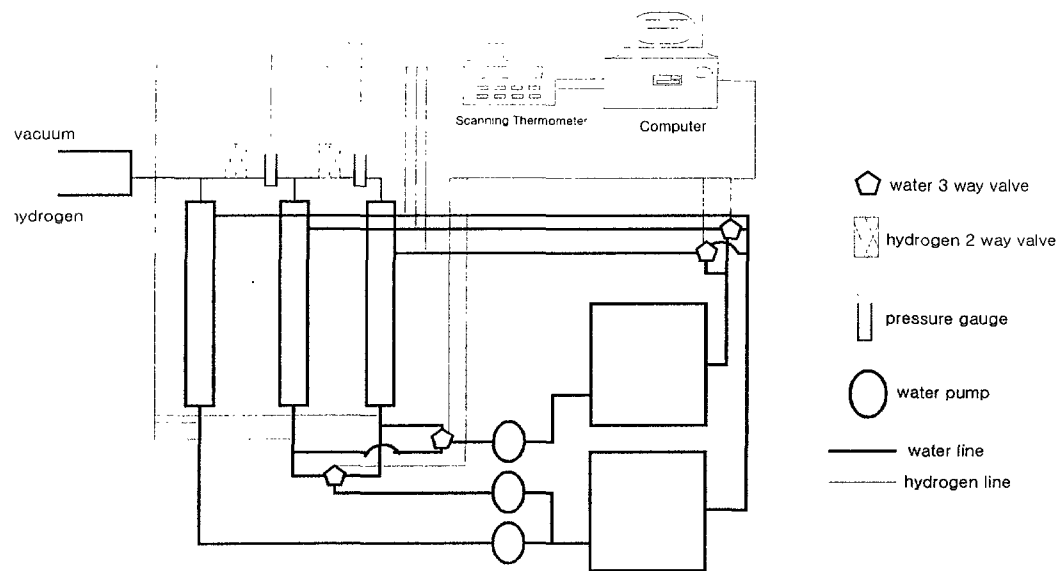 Scanning Thermometer
Computer
vacuum
hydrogen
water 3 way valve
hydrogen 2 way valve
pressure gauge
water pump
water line
hydrogen line